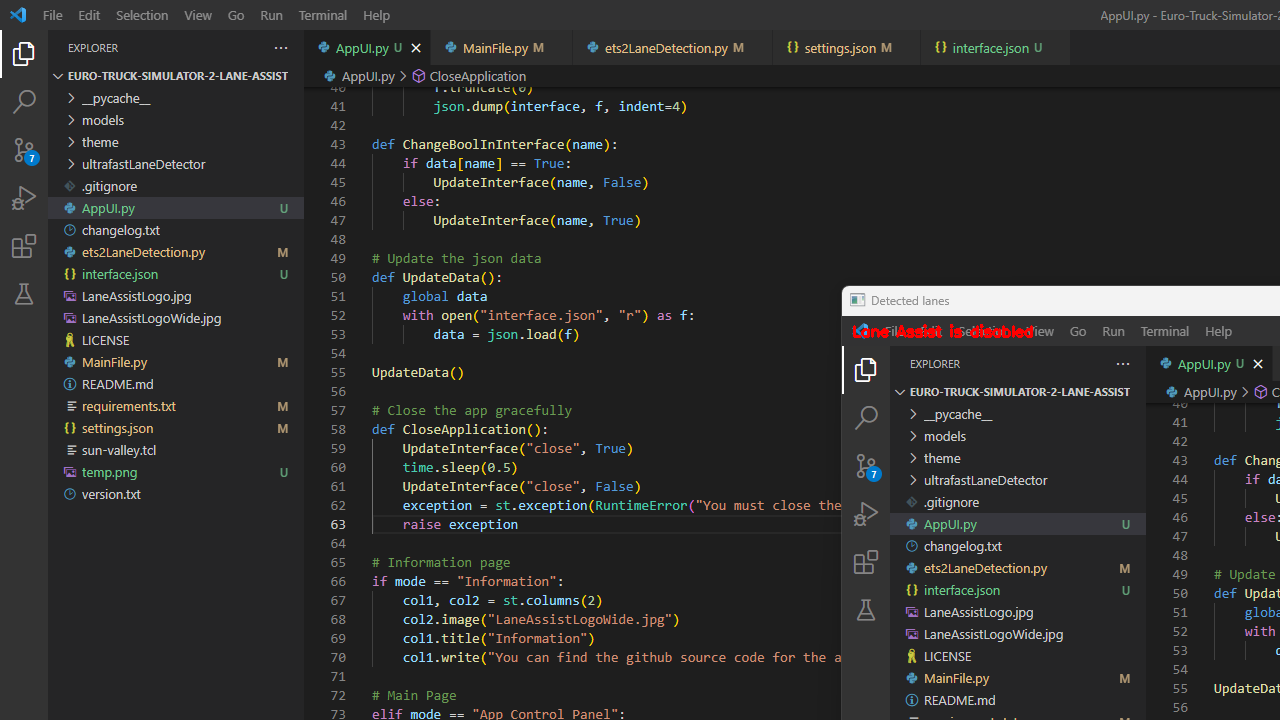 File Edit Selection View Go Run Terminal Help
AppUI.py - Euro-Truck-Simulator-2
EXPLORER
EURO-TRUCK-SIMULATOR-2-LANE-ASSIST
__pycache__
models
theme
ultrafastLaneDetector
.gitignore
AppUI.py U
changelog.txt
ets2LaneDetection.py M
interface.json U
LaneAssistLogo.jpg
LaneAssistLogoWide.jpg
LICENSE
MainFile.py M
README.md
requirements.txt M
settings.json M
sun-valley.tcl
temp.png U
version.txt
7
AppUI.py U
MainFile.py M
ets2LaneDetection.py M
settings.json M
interface.json U
AppUI.py > CloseApplication
40 f.truncate(0)
41 json.dump(interface, f, indent=4)
42
43 def ChangeBoolInInterface(name):
44 if data[name] == True:
45 UpdateInterface(name, False)
46 else:
47 UpdateInterface(name, True)
48
49 # Update the json data
50 def UpdateData():
51 global data
52 with open("interface.json", "r") as f:
53 data = json.load(f)
54
55 UpdateData()
56
57 # Close the app gracefully
58 def CloseApplication():
59 UpdateInterface("close", True)
60 time.sleep(0.5)
61 UpdateInterface("close", False)
62 exception = st.exception(RuntimeError("You must close the
63 raise exception
64
65 # Information page
66 if mode == "Information":
67 col1, col2 = st.columns(2)
68 col2.image("LaneAssistLogoWide.jpg")
69 col1.title("Information")
70 col1.write("You can find the github source code for the a
71
72 # Main Page
73 elif mode == "App Control Panel":
Detected lanes
Lane Assist is disabled
File Edit Selection View Go Run Terminal Help
EXPLORER
EURO-TRUCK-SIMULATOR-2-LANE-ASSIST
__pycache__
models
theme
ultrafastLaneDetector
.gitignore
AppUI.py U
changelog.txt
ets2LaneDetection.py M
interface.json U
LaneAssistLogo.jpg
LaneAssistLogoWide.jpg
LICENSE
MainFile.py M
README.md
7
AppUI.py U
AppUI.py >
40
41
42
43 def Chang
44 if da
45 U
46 else:
47 U
48
49 # Update
50 def Updat
51 globa
52 with
53 d
54
55 UpdateDat
56